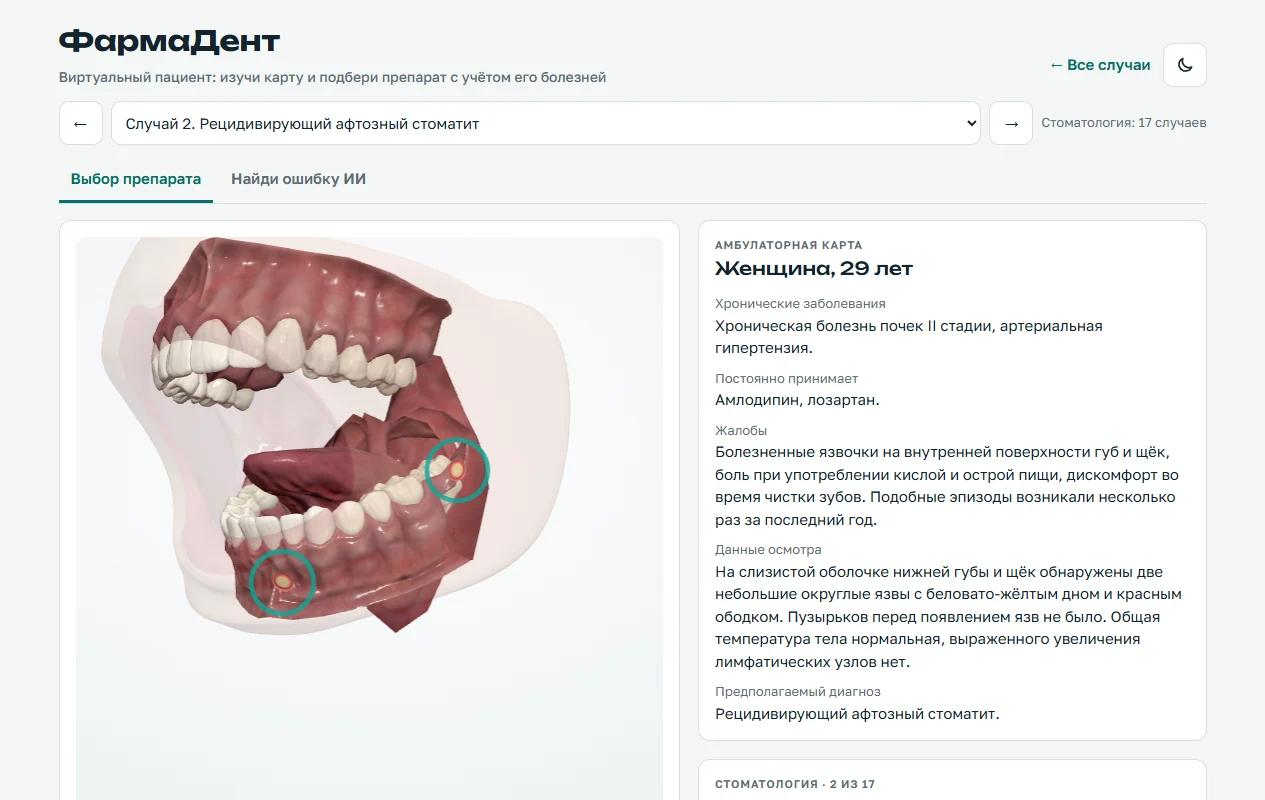 ФармаДент
Виртуальный пациент: изучи карту и подбери препарат с учётом его болезней
← Все случаи
←
Случай 2. Рецидивирующий афтозный стоматит
→
Стоматология: 17 случаев
Выбор препарата
Найди ошибку ИИ
АМБУЛАТОРНАЯ КАРТА
Женщина, 29 лет
Хронические заболевания
Хроническая болезнь почек II стадии, артериальная
гипертензия.
Постоянно принимает
Амлодипин, лозартан.
Жалобы
Болезненные язвочки на внутренней поверхности губ и щёк,
боль при употреблении кислой и острой пищи, дискомфорт во
время чистки зубов. Подобные эпизоды возникали несколько
раз за последний год.
Данные осмотра
На слизистой оболочке нижней губы и щёк обнаружены две
небольшие округлые язвы с беловато-жёлтым дном и красным
ободком. Пузырьков перед появлением язв не было. Общая
температура тела нормальная, выраженного увеличения
лимфатических узлов нет.
Предполагаемый диагноз
Рецидивирующий афтозный стоматит.
СТОМАТОЛОГИЯ · 2 ИЗ 17